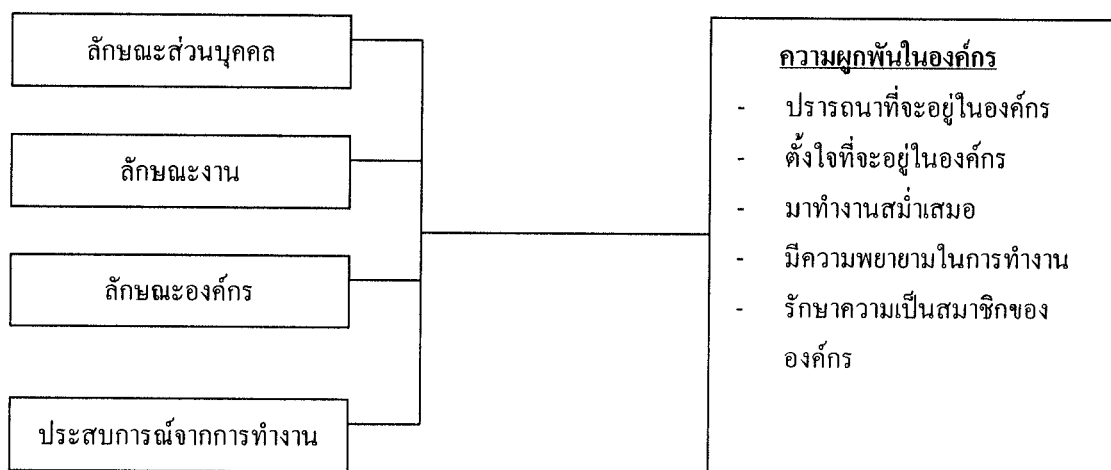 ลักษณะส่วนบุคคล
ลักษณะงาน
ลักษณะองค์กร
ประสบการณ์จากการทำงาน
ความผูกพันในองค์กร
- ปรารถนาที่จะอยู่ในองค์กร
- ตั้งใจที่จะอยู่ในองค์กร
- มาทำงานสม่ำเสมอ
- มีความพยายามในการทำงาน
- รักษาความเป็นสมาชิกของ
องค์กร